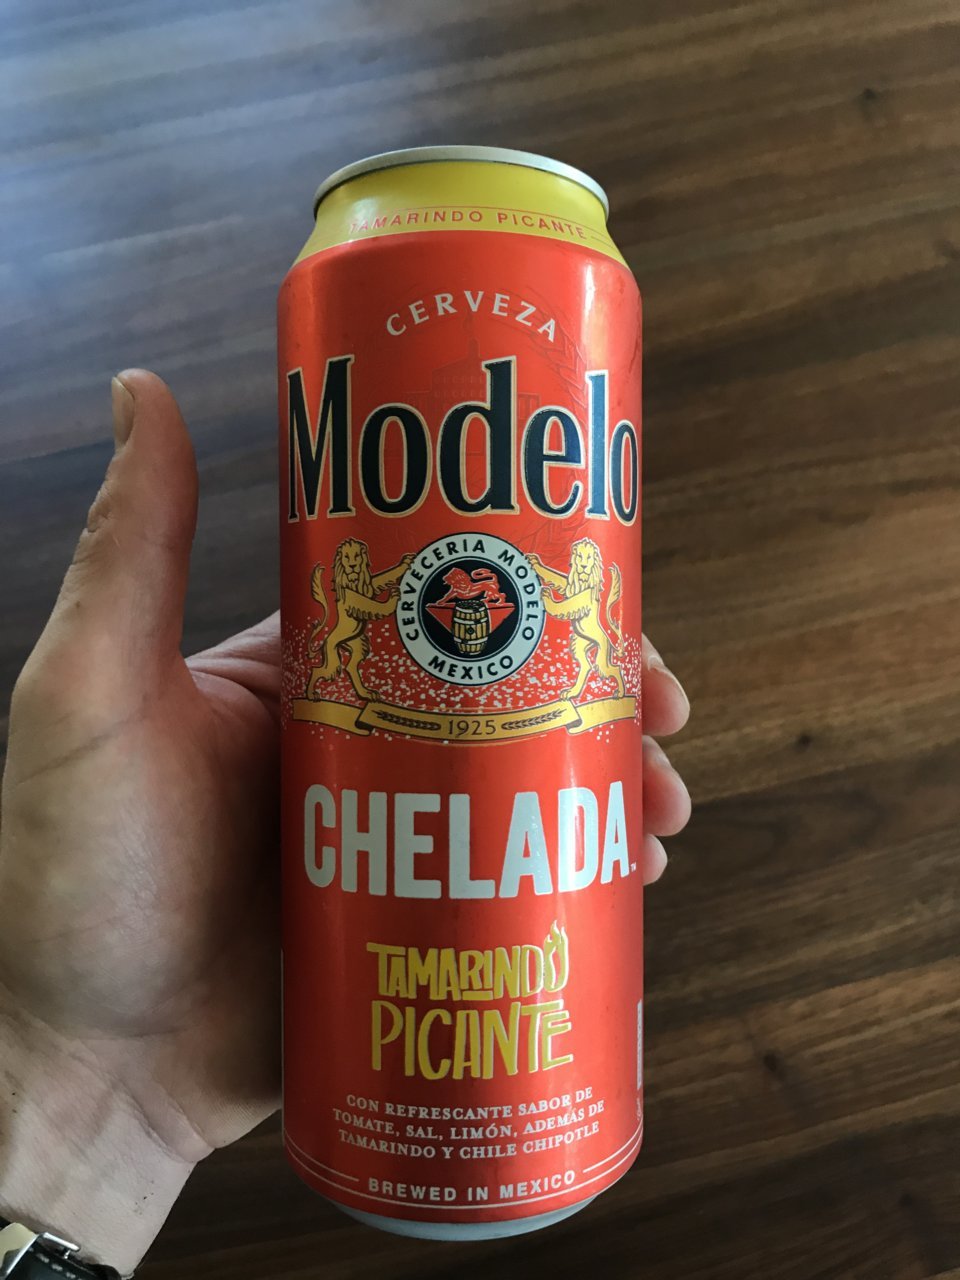 TAMARINDO PICANTE
CERVEZA
Modelo
CERVECERIA MODELO
MEXICO
1925
CHELADA™
TAMARINDO
PICANTE
CON REFRESCANTE SABOR DE
TOMATE, SAL, LIMÓN, ADEMÁS DE
TAMARINDO Y CHILE CHIPOTLE
BREWED IN MEXICO